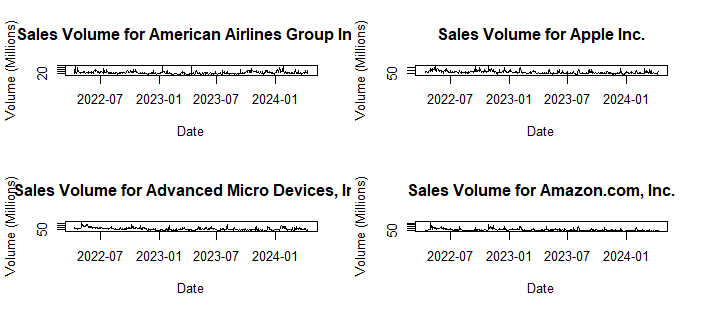 Sales Volume for American Airlines Group In
Volume (Millions)
20
2022-07 2023-01 2023-07 2024-01
Date
Sales Volume for Apple Inc.
Volume (Millions)
50
2022-07 2023-01 2023-07 2024-01
Date
Sales Volume for Advanced Micro Devices, In
Volume (Millions)
50
2022-07 2023-01 2023-07 2024-01
Date
Sales Volume for Amazon.com, Inc.
Volume (Millions)
50
2022-07 2023-01 2023-07 2024-01
Date